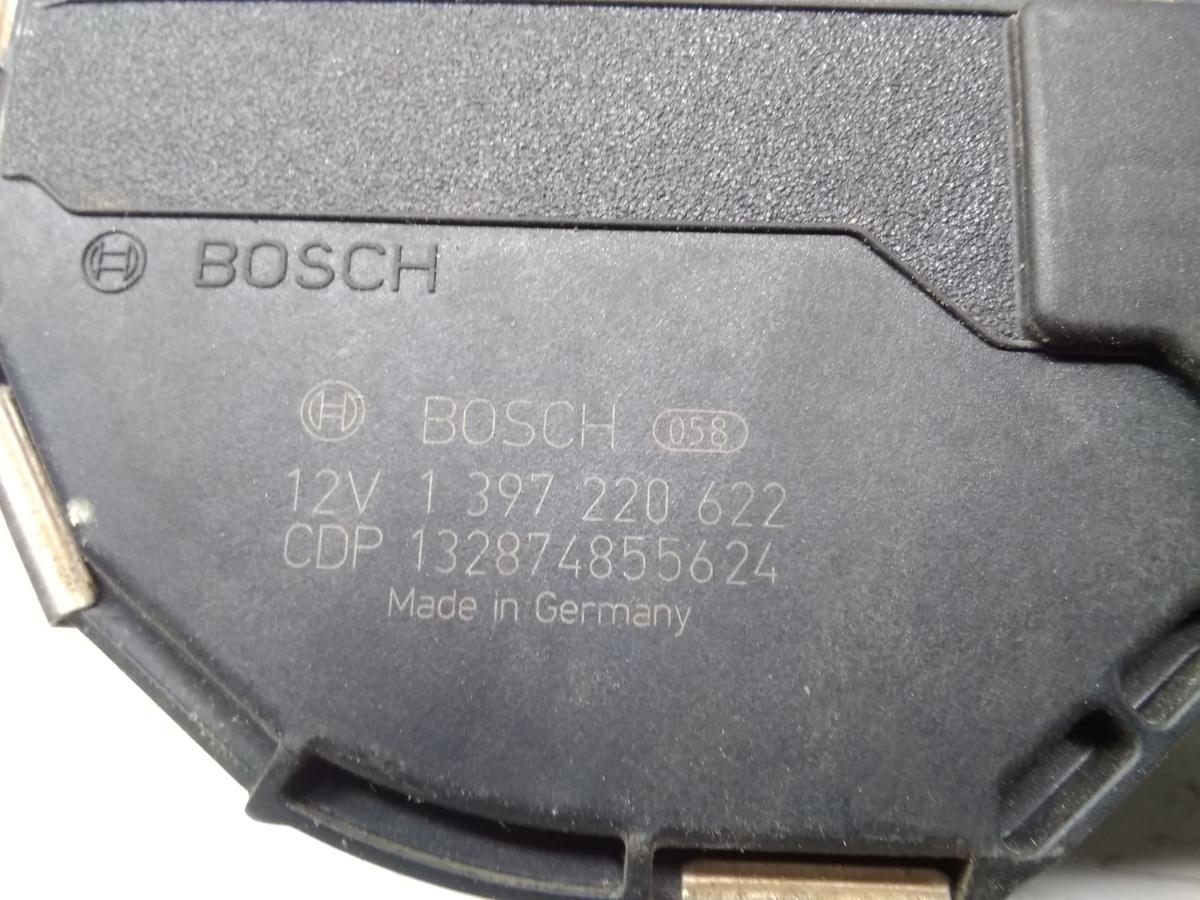 BOSCH
BOSCH 058
12V 1 397 220 622
CDP 132874855624
Made in Germany